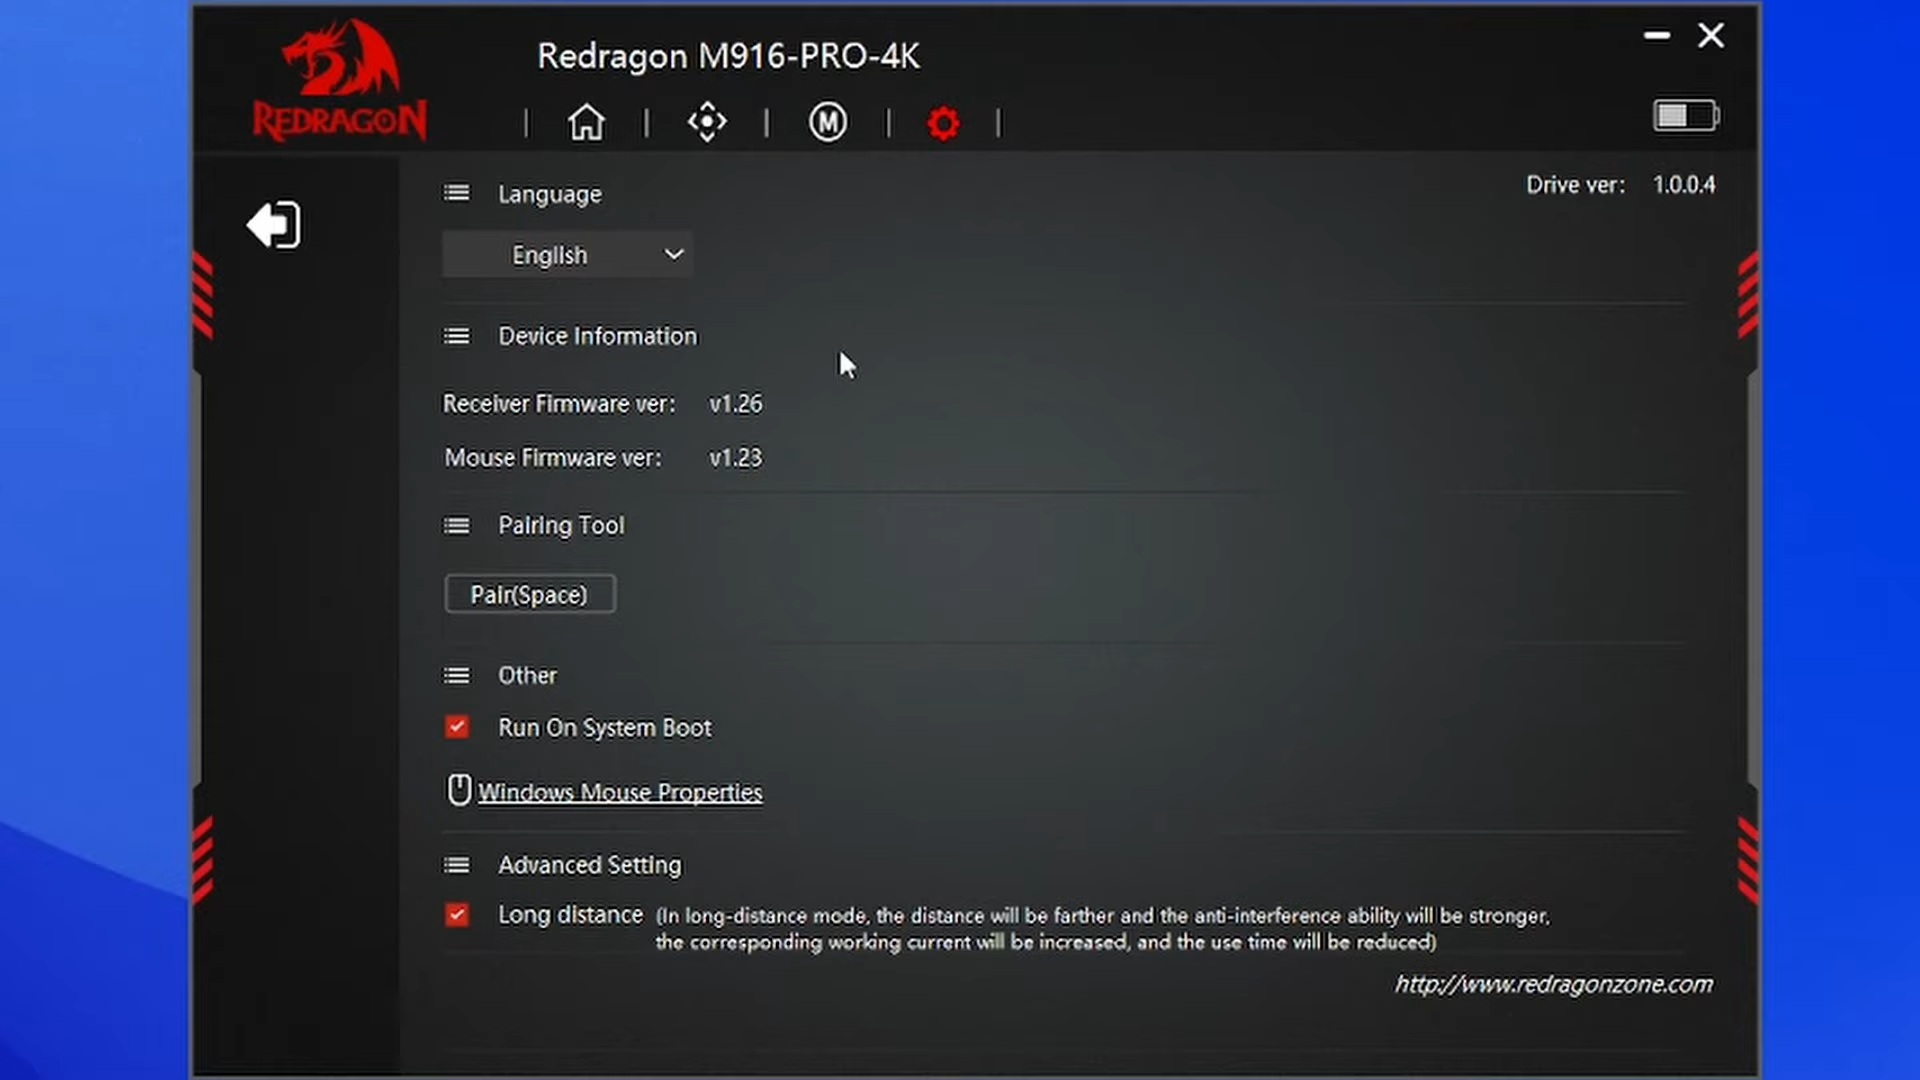 REDRAGON
Redragon M916-PRO-4K
M
Drive ver: 1.0.0.4
Language
English
Device Information
Receiver Firmware ver: v1.26
Mouse Firmware ver: v1.23
Pairing Tool
Pair(Space)
Other
Run On System Boot
Windows Mouse Properties
Advanced Setting
Long distance (In long-distance mode, the distance will be farther and the anti-interference ability will be stronger,
the corresponding working current will be increased, and the use time will be reduced)
http://www.redragonzone.com